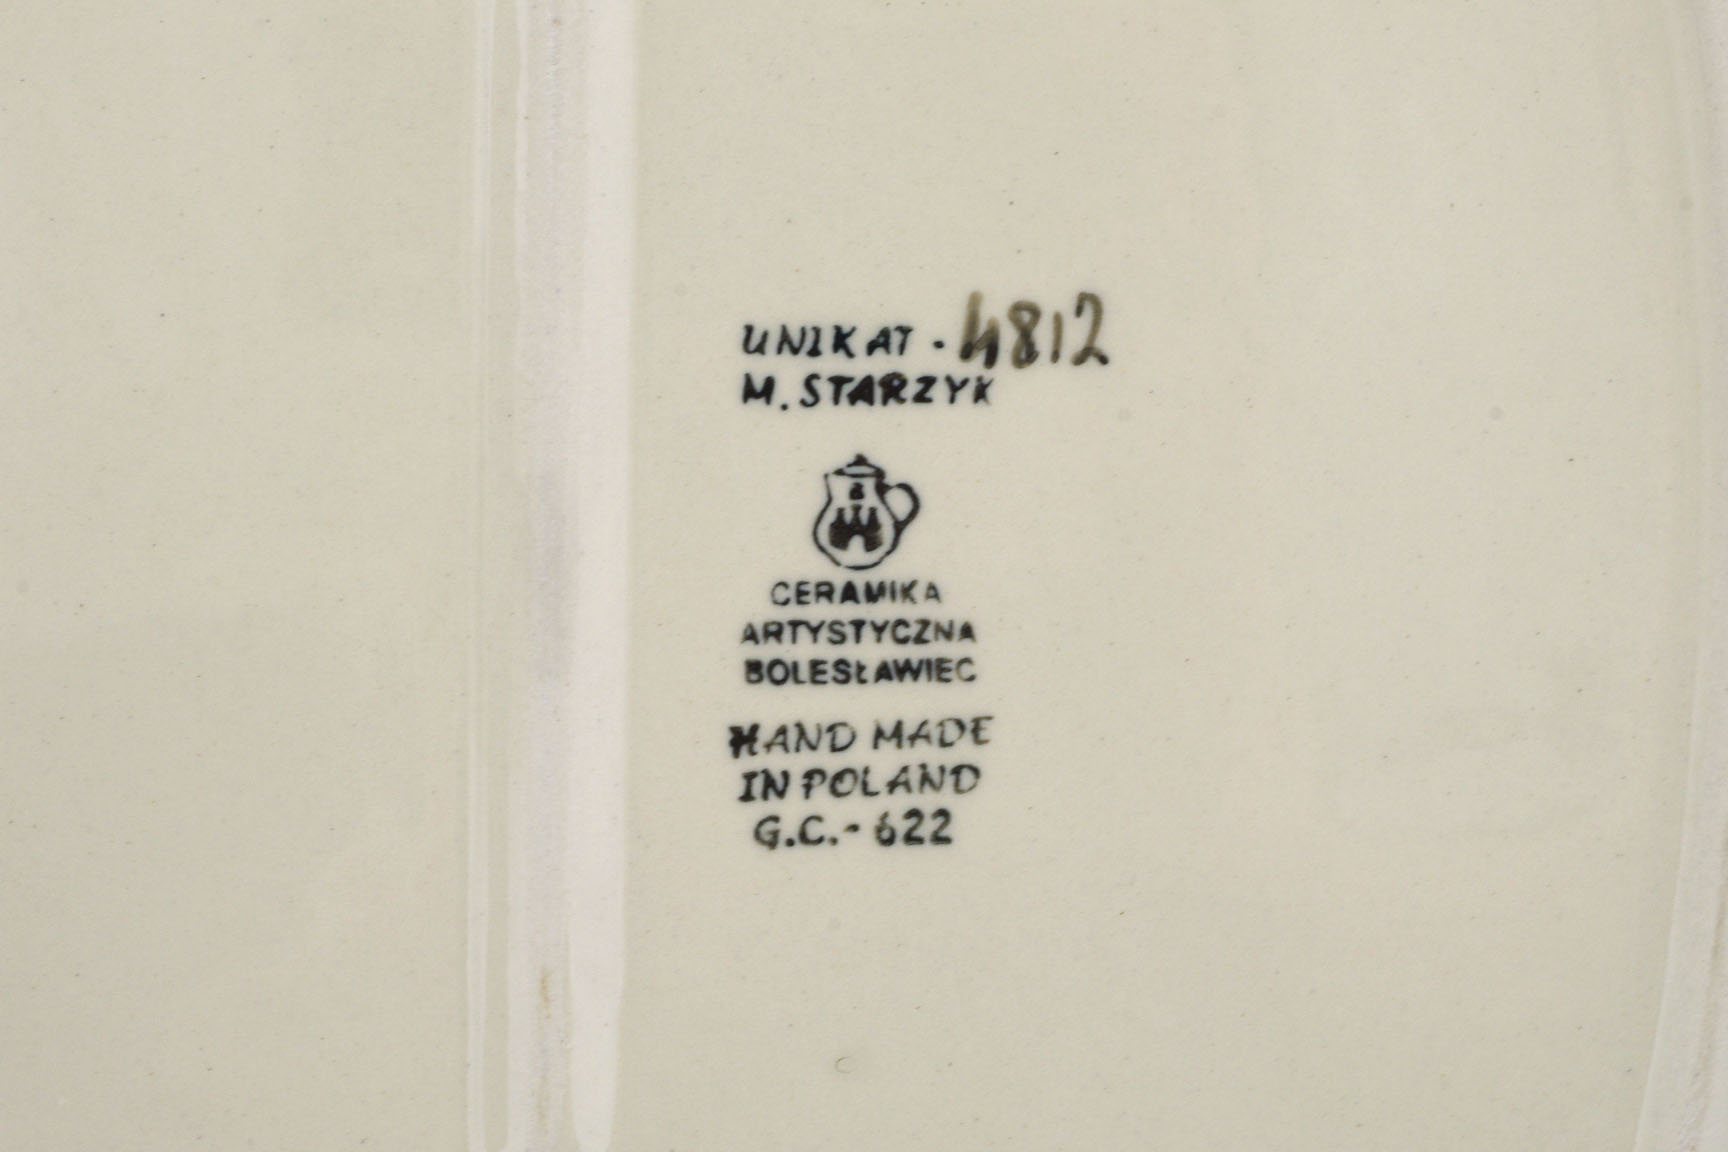 UNIKAT - 4812
M. STARZYK
B
CERAMIKA
ARTYSTYCZNA
BOLESŁAWIEC
HAND MADE
IN POLAND
G.C.- 622